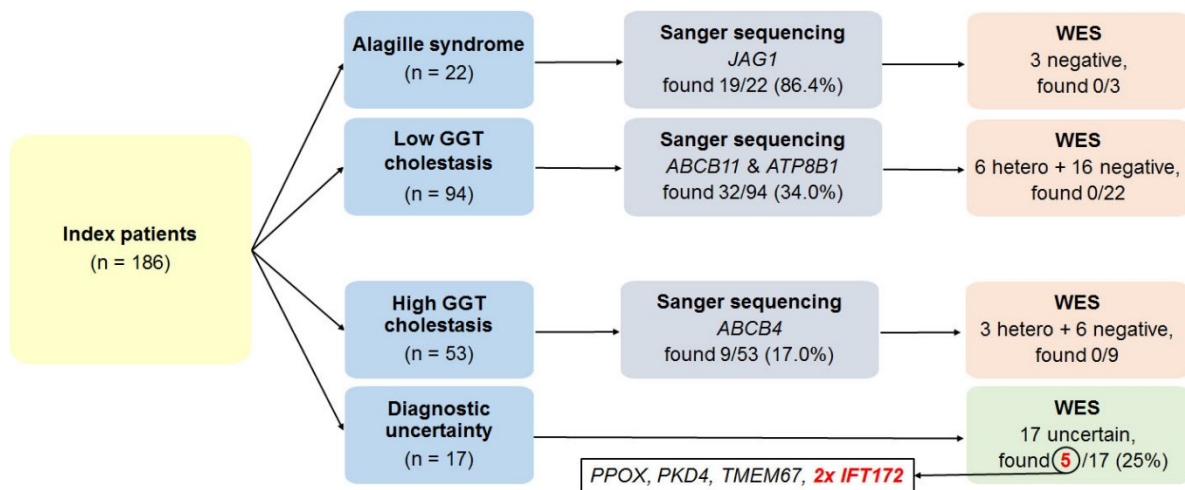 Index patients
(n = 186)
Alagille syndrome
(n = 22)
Sanger sequencing
JAG1
found 19/22 (86.4%)
WES
3 negative,
found 0/3
Low GGT
cholestasis
(n = 94)
Sanger sequencing
ABCB11 & ATP8B1
found 32/94 (34.0%)
WES
6 hetero + 16 negative,
found 0/22
High GGT
cholestasis
(n = 53)
Sanger sequencing
ABCB4
found 9/53 (17.0%)
WES
3 hetero + 6 negative,
found 0/9
Diagnostic
uncertainty
(n = 17)
WES
17 uncertain,
found 5/17 (25%)
PPOX, PKD4, TMEM67, 2x IFT172